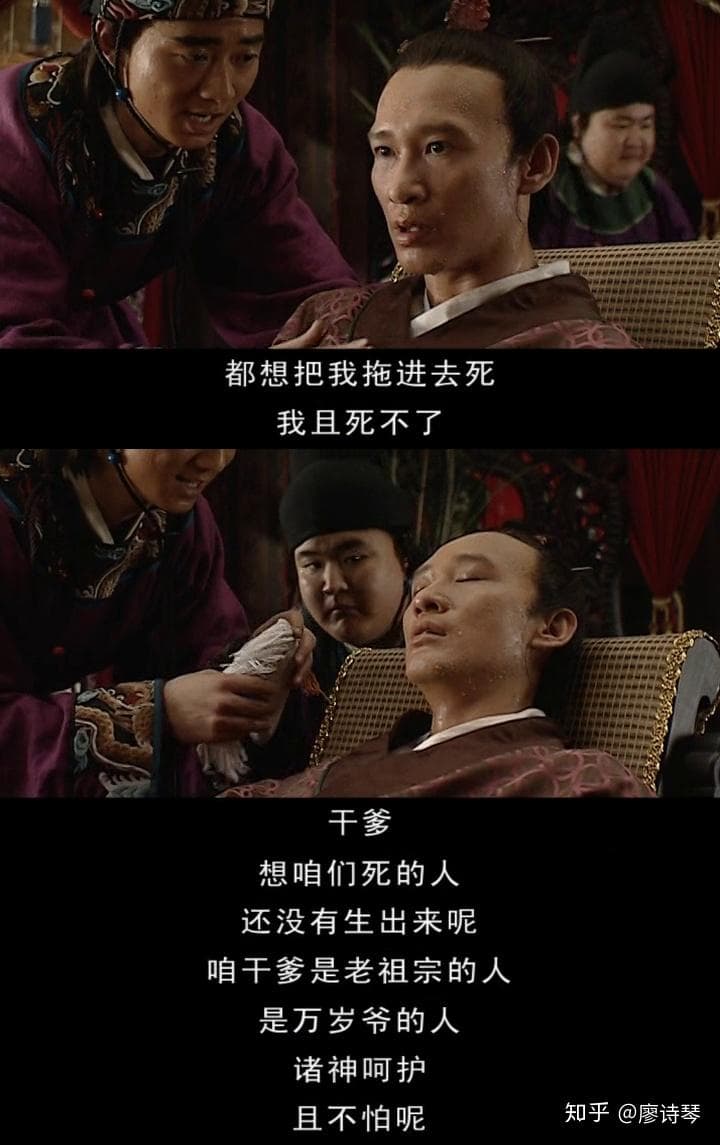 都想把我拖进去死
我且死不了
干爹
想咱们死的人
还没有生出来呢
咱干爹是老祖宗的人
是万岁爷的人
诸神呵护
且不怕呢
知乎 @廖诗琴